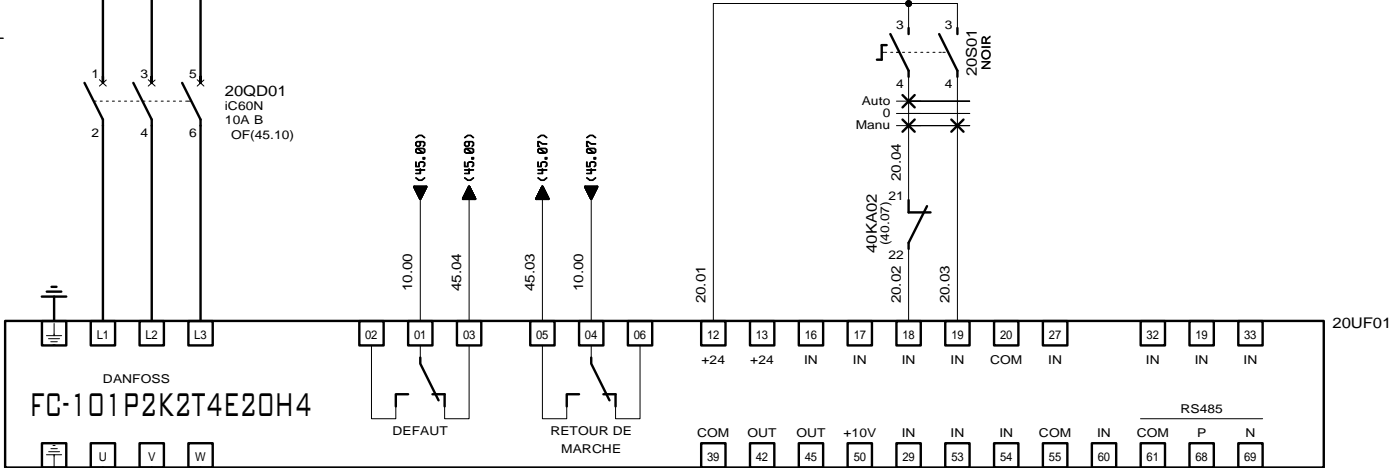 3
3
20S01
NOIR
4
4
Auto
0
Manu
1
3
5
20QD01
iC60N
10A B
OF(45.10)
2
4
6
(45.09)
(45.09)
(45.07)
(45.07)
20.04
21
40KA02
(40.07)
22
10.00
45.04
45.03
10.00
20.01
20.02
20.03
20UF01
L1 L2 L3 02 01 03 05 04 06 12 13 16 17 18 19 20 27 32 19 33
+24 +24 IN IN IN IN COM IN IN IN IN
DANFOSS
FC-101P2K2T4E20H4
DEFAUT
RETOUR DE
MARCHE
RS485
COM OUT OUT +10V IN IN IN COM IN COM P N
U V W 39 42 45 50 29 53 54 55 60 61 68 69